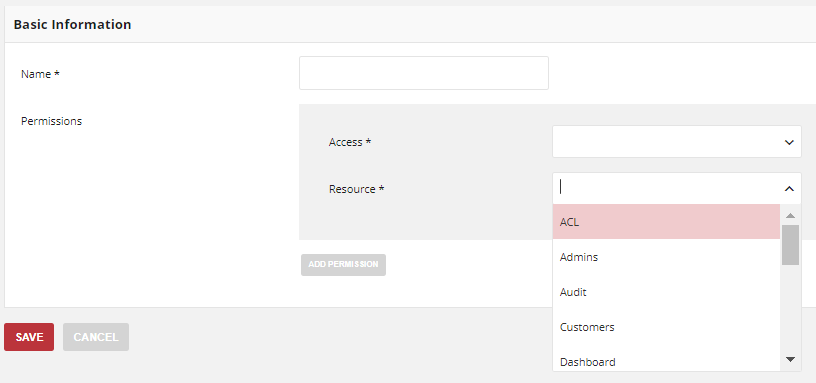 Basic Information
Name *
Permissions
Access *
Resource *
ACL
Admins
Audit
Customers
Dashboard
ADD PERMISSION
SAVE
CANCEL